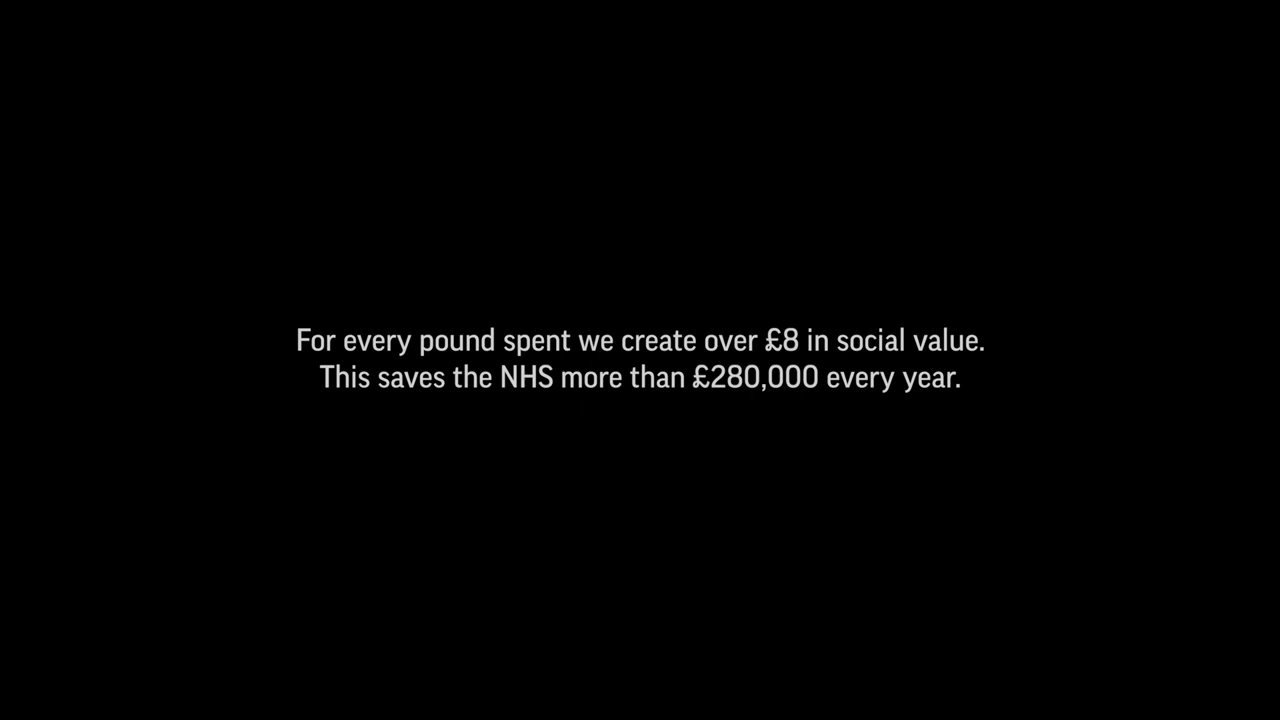 For every pound spent we create over £8 in social value.
This saves the NHS more than £280,000 every year.